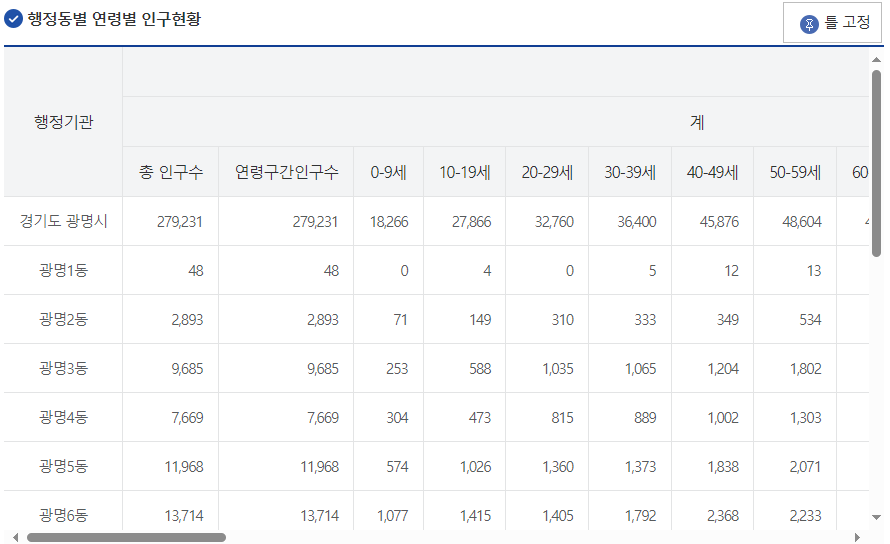 행정동별 연령별 인구현황
틀 고정
행정기관
계
총 인구수 연령구간인구수 0-9세 10-19세 20-29세 30-39세 40-49세 50-59세 60
경기도 광명시 279,231 279,231 18,266 27,866 32,760 36,400 45,876 48,604
광명1동 48 48 0 4 0 5 12 13
광명2동 2,893 2,893 71 149 310 333 349 534
광명3동 9,685 9,685 253 588 1,035 1,065 1,204 1,802
광명4동 7,669 7,669 304 473 815 889 1,002 1,303
광명5동 11,968 11,968 574 1,026 1,360 1,373 1,838 2,071
광명6동 13,714 13,714 1,077 1,415 1,405 1,792 2,368 2,233